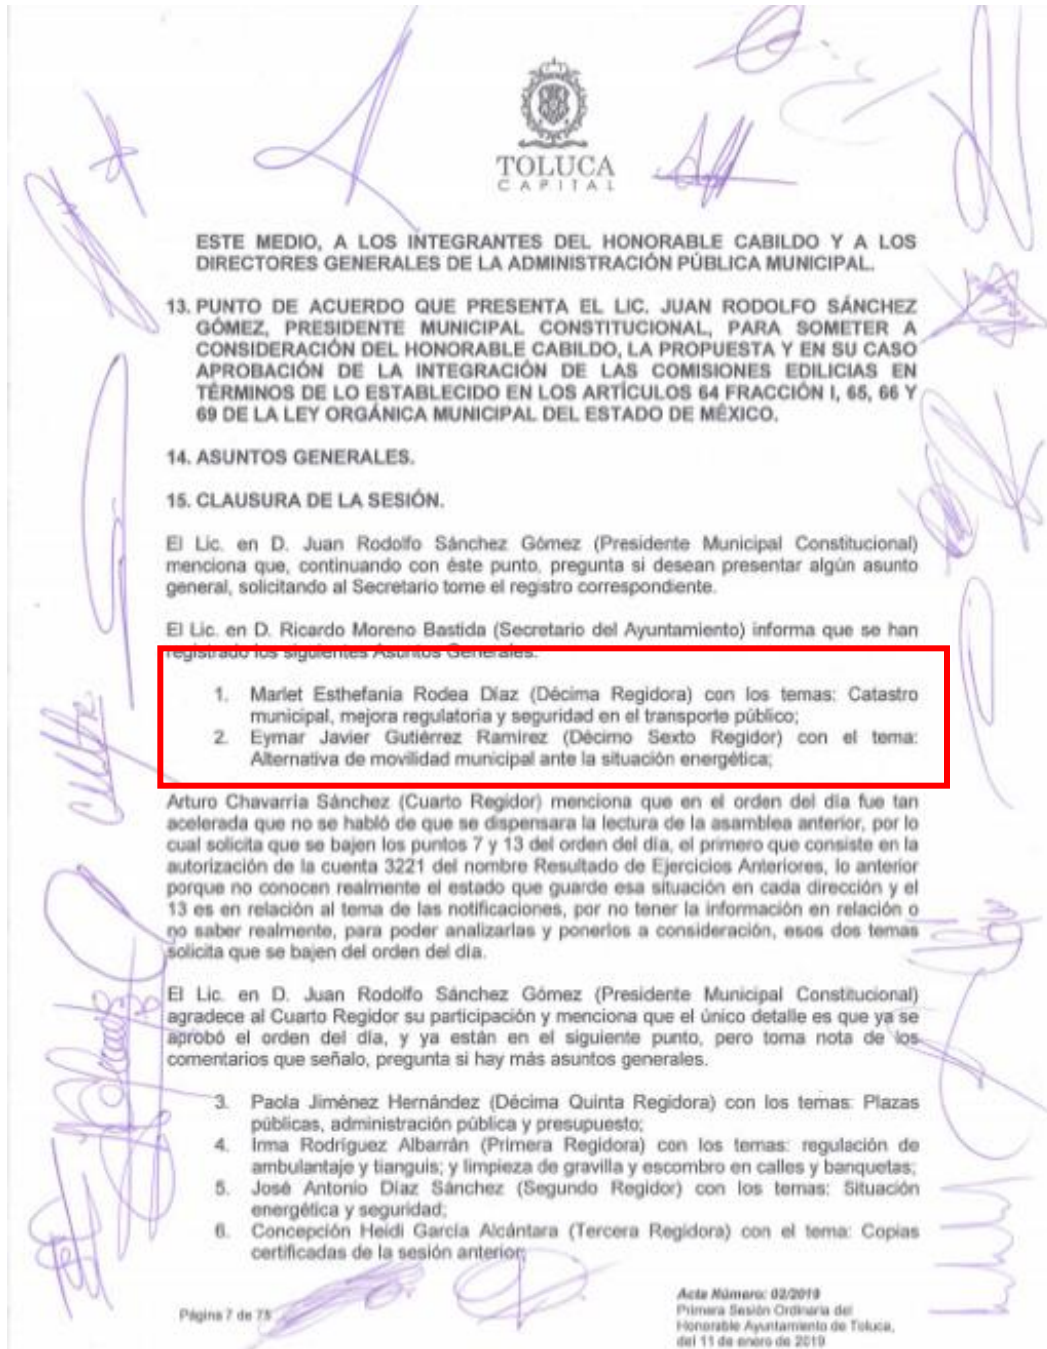 TOLUCA
CAPITAL
ESTE MEDIO, A LOS INTEGRANTES DEL HONORABLE CABILDO Y A LOS
DIRECTORES GENERALES DE LA ADMINISTRACIÓN PÚBLICA MUNICIPAL.
13. PUNTO DE ACUERDO QUE PRESENTA EL LIC. JUAN RODOLFO SÁNCHEZ
GÓMEZ, PRESIDENTE MUNICIPAL CONSTITUCIONAL, PARA SOMETER A
CONSIDERACIÓN DEL HONORABLE CABILDO, LA PROPUESTA Y EN SU CASO
APROBACIÓN DE LA INTEGRACIÓN DE LAS COMISIONES EDILICIAS EN
TÉRMINOS DE LO ESTABLECIDO EN LOS ARTÍCULOS 64 FRACCIÓN I, 65, 66 Y
69 DE LA LEY ORGÁNICA MUNICIPAL DEL ESTADO DE MÉXICO.
14. ASUNTOS GENERALES.
15. CLAUSURA DE LA SESIÓN.
El Lic. en D. Juan Rodolfo Sánchez Gómez (Presidente Municipal Constitucional)
menciona que, continuando con éste punto, pregunta si desean presentar algún asunto
general, solicitando al Secretario tome el registro correspondiente.
El Lic. en D. Ricardo Moreno Bastida (Secretario del Ayuntamiento) informa que se han
registrado los siguientes Asuntos Generales:
1. Marlet Esthefanía Rodea Díaz (Décima Regidora) con los temas: Catastro
municipal, mejora regulatoria y seguridad en el transporte público;
2. Eymar Javier Gutiérrez Ramírez (Décimo Sexto Regidor) con el tema:
Alternativa de movilidad municipal ante la situación energética;
Arturo Chavarría Sánchez (Cuarto Regidor) menciona que en el orden del día fue tan
acelerada que no se habló de que se dispensara la lectura de la asamblea anterior, por lo
cual solicita que se bajen los puntos 7 y 13 del orden del día, el primero que consiste en la
autorización de la cuenta 3221 del nombre Resultado de Ejercicios Anteriores, lo anterior
porque no conocen realmente el estado que guarde esa situación en cada dirección y el
13 es en relación al tema de las notificaciones, por no tener la información en relación o
no saber realmente, para poder analizarlas y ponerlos a consideración, esos dos temas
solicita que se bajen del orden del día.
El Lic. en D. Juan Rodolfo Sánchez Gómez (Presidente Municipal Constitucional)
agradece al Cuarto Regidor su participación y menciona que el único detalle es que ya se
aprobó el orden del día, y ya están en el siguiente punto, pero toma nota de los
comentarios que señalo, pregunta si hay más asuntos generales.
3. Paola Jiménez Hernández (Décima Quinta Regidora) con los temas: Plazas
públicas, administración pública y presupuesto;
4. Irma Rodríguez Albarrán (Primera Regidora) con los temas: regulación de
ambulantaje y tianguis; y limpieza de gravilla y escombro en calles y banquetas;
5. José Antonio Díaz Sánchez (Segundo Regidor) con los temas: Situación
energética y seguridad;
6. Concepción Heidi García Alcántara (Tercera Regidora) con el tema: Copias
certificadas de la sesión anterior;
Página 7 de 75
Acta Número: 02/2019
Primera Sesión Ordinaria del
Honorable Ayuntamiento de Toluca,
del 11 de enero de 2019